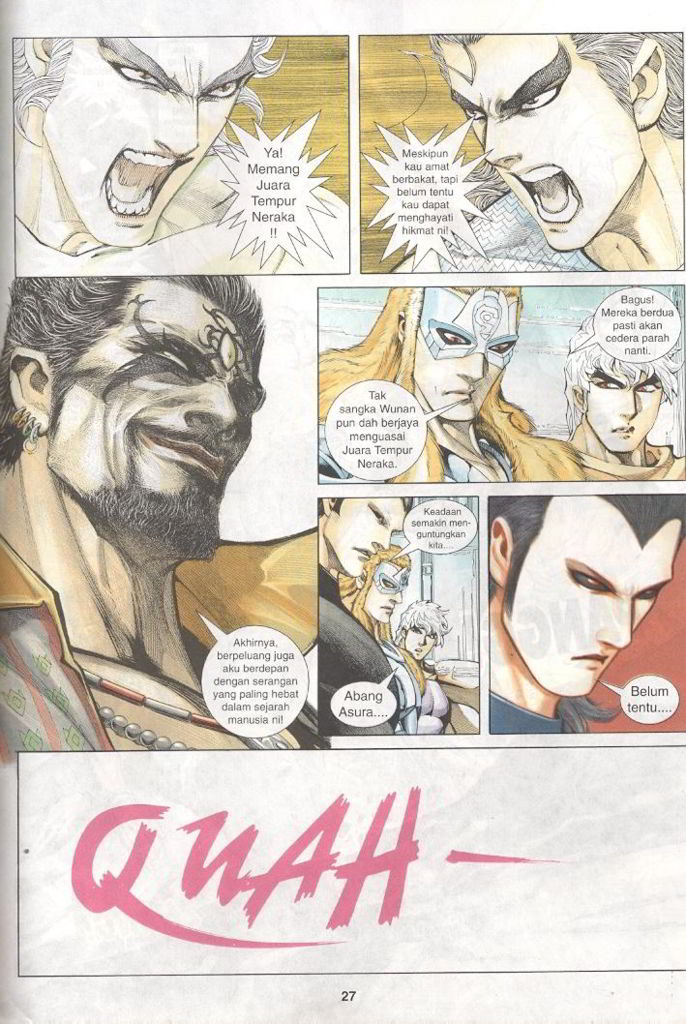 Ya!
Memang
Juara
Tempur
Neraka
!!
Meskipun
kau amat
berbakat, tapi
belum tentu
kau dapat
menghayati
hikmat ni!
Bagus!
Mereka berdua
pasti akan
cedera parah
nanti.
Tak
sangka Wunan
pun dah berjaya
menguasai
Juara Tempur
Neraka.
Akhirnya,
berpeluang juga
aku berdepan
dengan serangan
yang paling hebat
dalam sejarah
manusia ni!
Keadaan
semakin men-
guntungkan
kita....
Abang
Asura....
Belum
tentu....
QUAH –
27